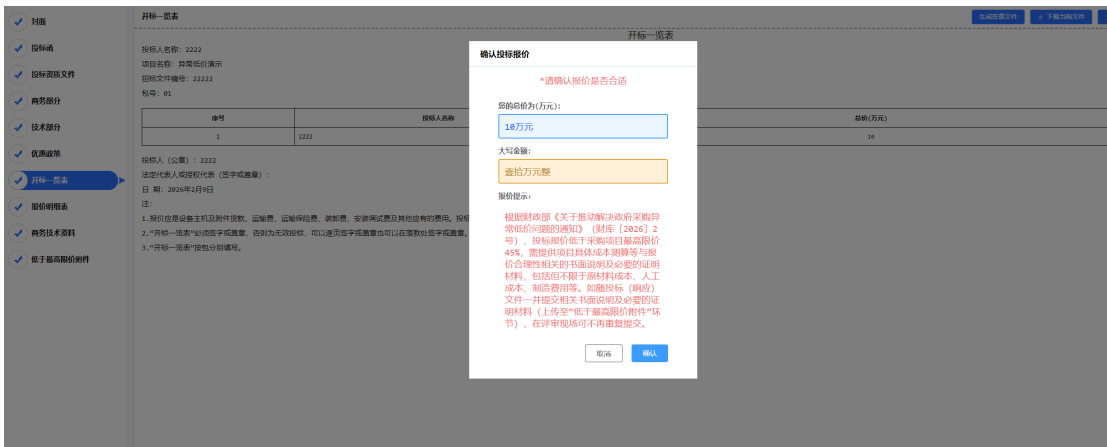 封面
投标函
投标资质文件
商务部分
技术部分
优惠政策
开标一览表
报价明细表
商务技术资料
低于最高限价附件
开标一览表
生成签章文件
下载当前文件
开标一览表
投标人名称: 2222
项目名称: 异常低价演示
招标文件编号: 22222
包号: 01
序号 投标人名称 总价(万元)
1 2222 10
投标人（公章）: 2222
法定代表人或授权代表（签字或盖章）:
日 期: 2026年2月9日
注:
1.报价应是设备主机及附件货款、运输费、运输保险费、装卸费、安装调试费及其他应有的费用。投标
2."开标一览表"必须签字或盖章，否则为无效投标，可以逐页签字或盖章也可以在落款处签字或盖章。
3."开标一览表"按包分别填写。
确认投标报价
*请确认报价是否合适
您的总价为(万元):
10万元
大写金额:
壹拾万元整
报价提示:
根据财政部《关于推动解决政府采购异
常低价问题的通知》（财库〔2026〕2
号），投标报价低于采购项目最高限价
45%，需提供项目具体成本测算等与报
价合理性相关的书面说明及必要的证明
材料，包括但不限于原材料成本、人工
成本、制造费用等。如随投标（响应）
文件一并提交相关书面说明及必要的证
明材料（上传至"低于最高限价附件"环
节），在评审现场可不再重复提交。
取消
确认